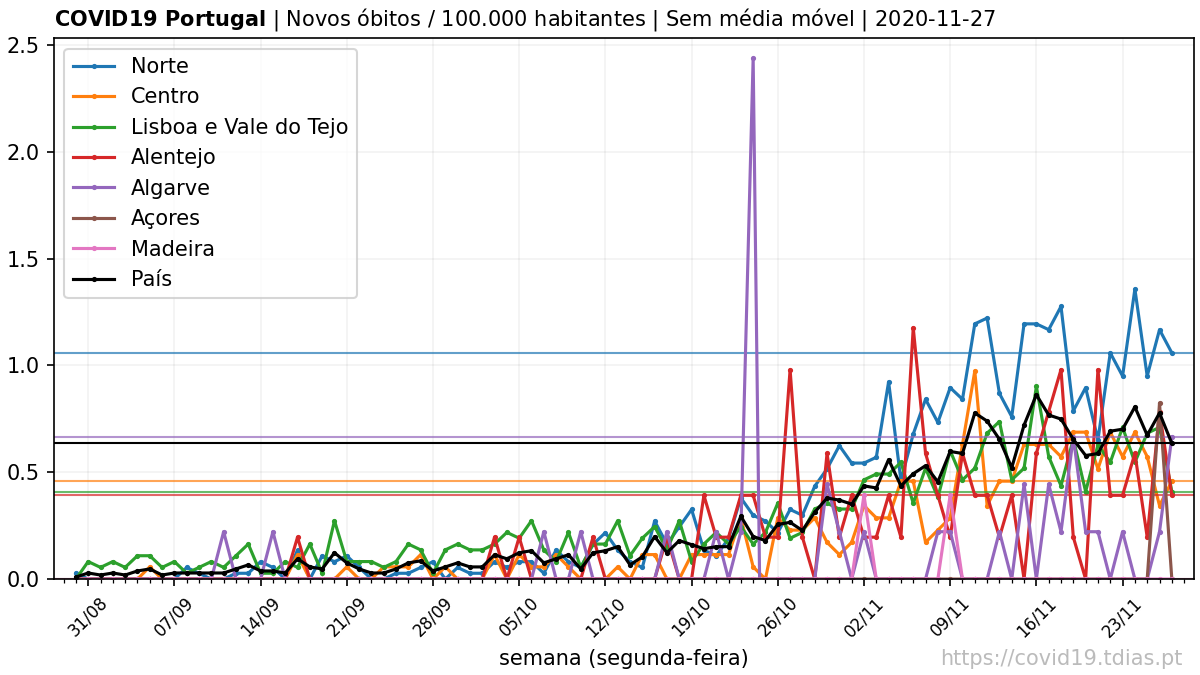 COVID19 Portugal | Novos óbitos / 100.000 habitantes | Sem média móvel | 2020-11-27
2.5
2.0
1.5
1.0
0.5
0.0
Norte
Centro
Lisboa e Vale do Tejo
Alentejo
Algarve
Açores
Madeira
País
31/08
07/09
14/09
21/09
28/09
05/10
12/10
19/10
26/10
02/11
09/11
16/11
23/11
semana (segunda-feira)
https://covid19.tdias.pt